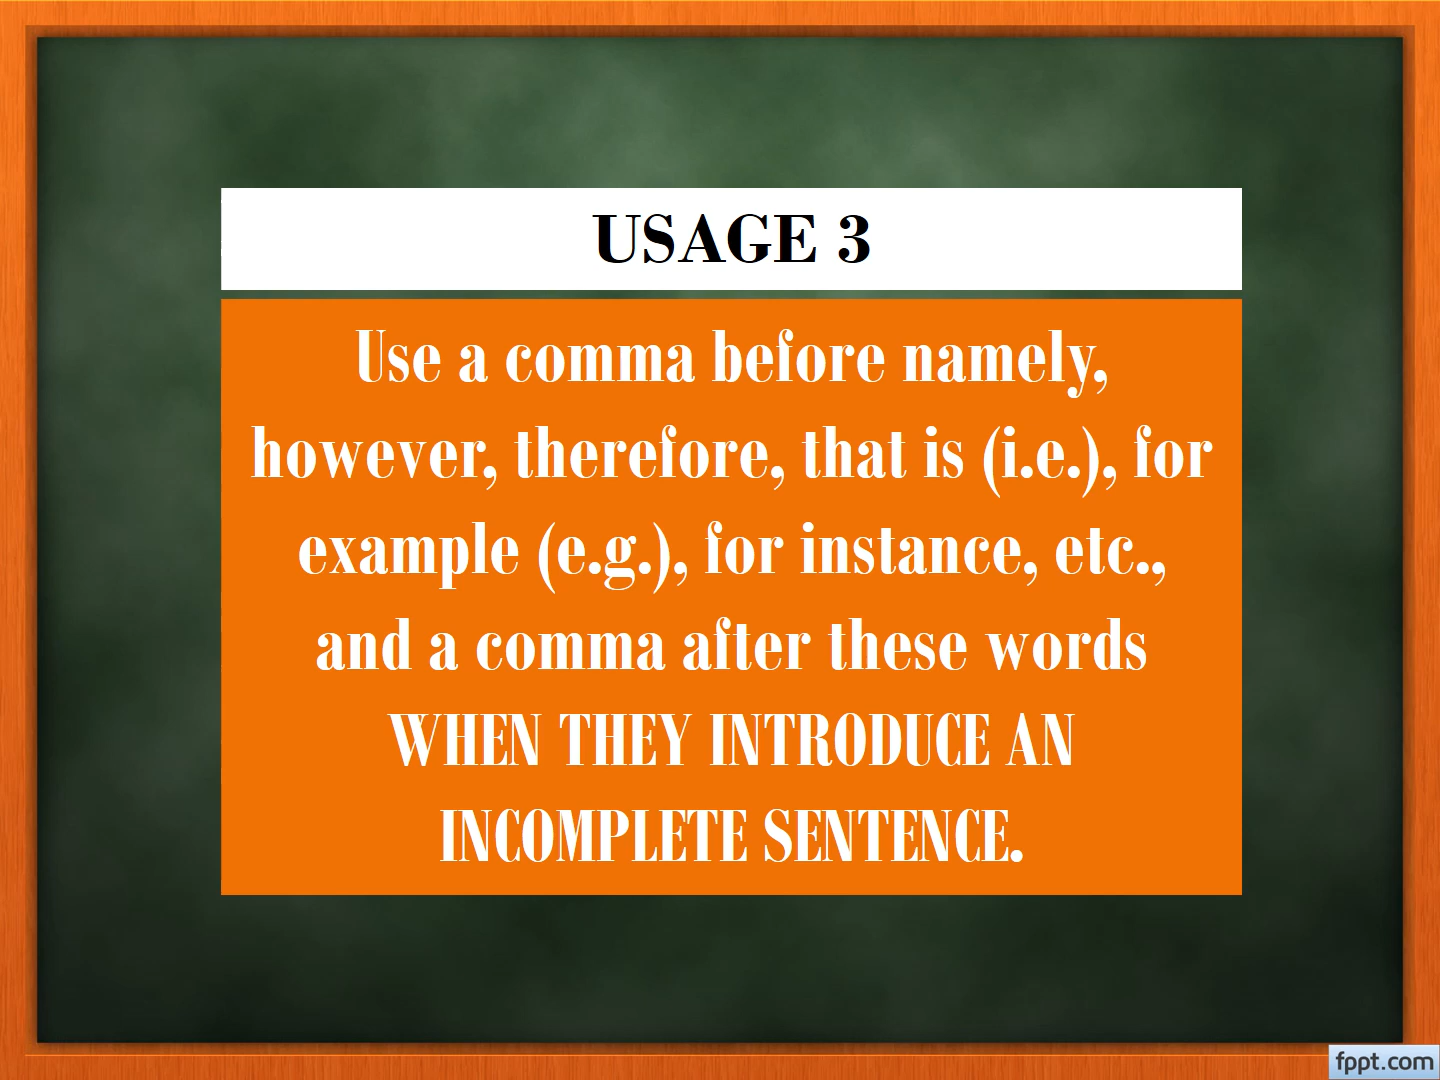 USAGE 3
Use a comma before namely,
however, therefore, that is (i.e.), for
example (e.g.), for instance, etc.,
and a comma after these words
WHEN THEY INTRODUCE AN
INCOMPLETE SENTENCE.
fppt.com